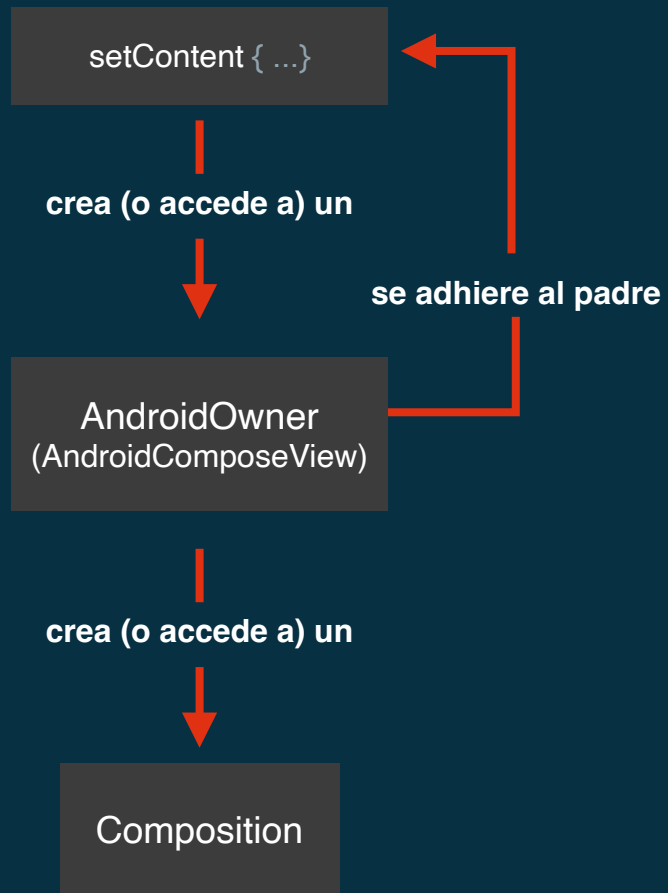 setContent { ...}
crea (o accede a) un
se adhiere al padre
AndroidOwner
(AndroidComposeView)
crea (o accede a) un
Composition